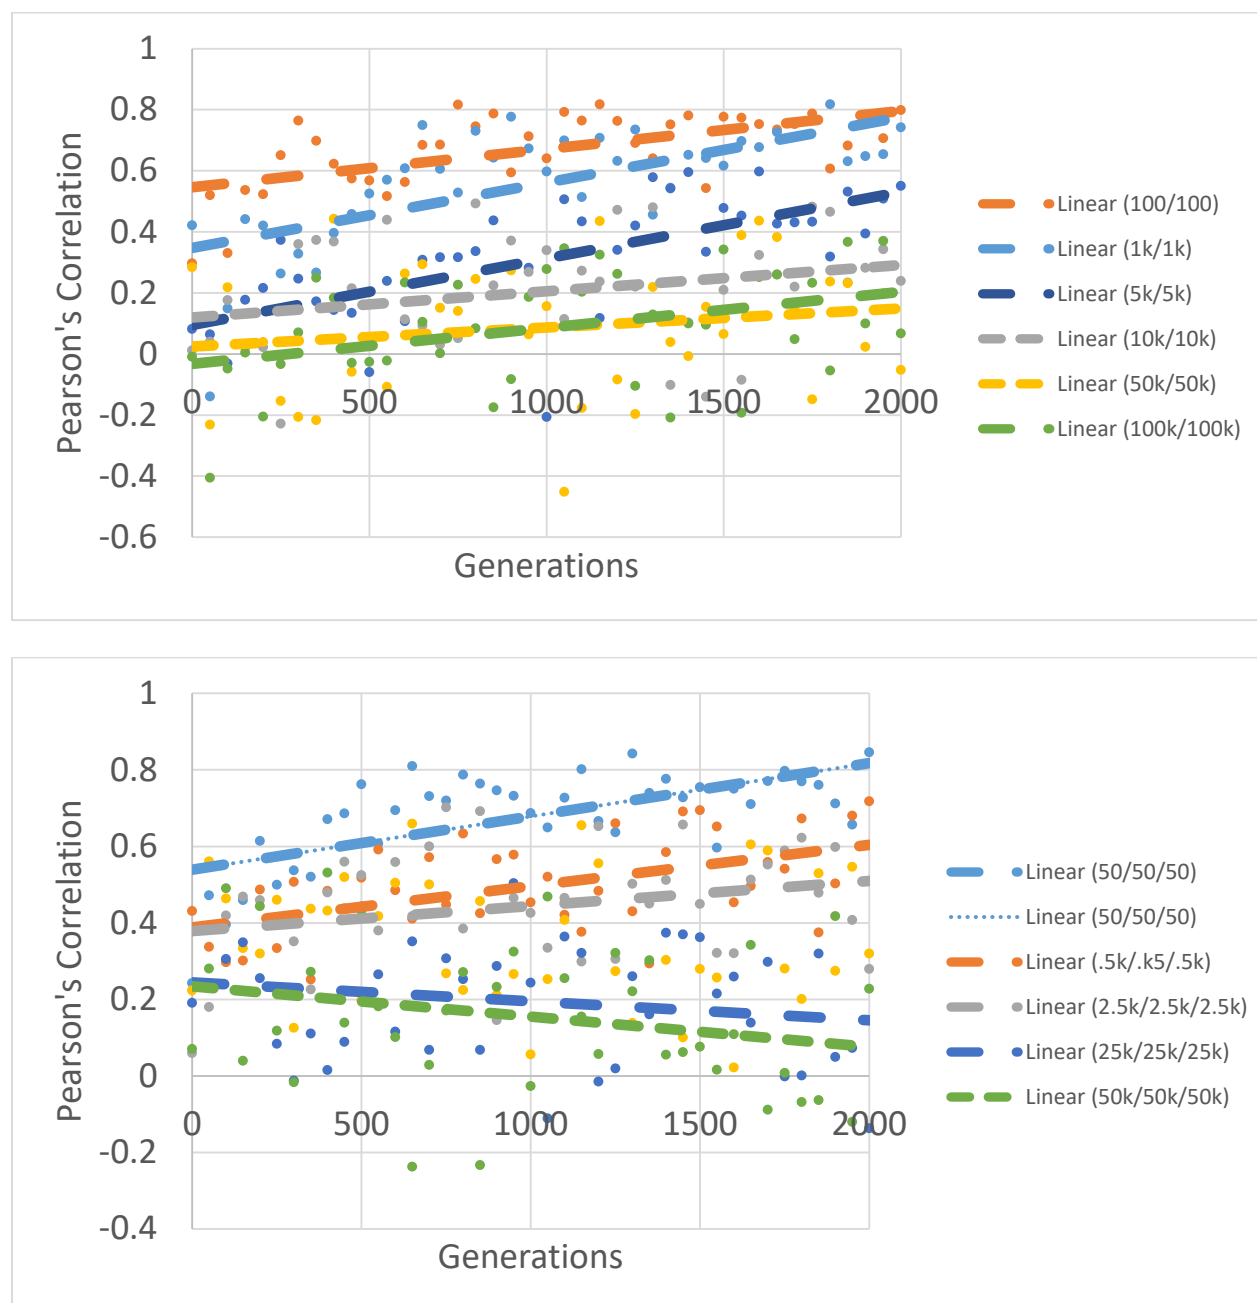 1
0.8
0.6
0.4
0.2
0
-0.2
-0.4
-0.6
0
500
1000
1500
2000
Pearson's Correlation
Generations
Linear (100/100)
Linear (1k/1k)
Linear (5k/5k)
Linear (10k/10k)
Linear (50k/50k)
Linear (100k/100k)
1
0.8
0.6
0.4
0.2
0
-0.2
-0.4
0
500
1000
1500
2000
Pearson's Correlation
Generations
Linear (50/50/50)
Linear (50/50/50)
Linear (.5k/.k5/.5k)
Linear (2.5k/2.5k/2.5k)
Linear (25k/25k/25k)
Linear (50k/50k/50k)